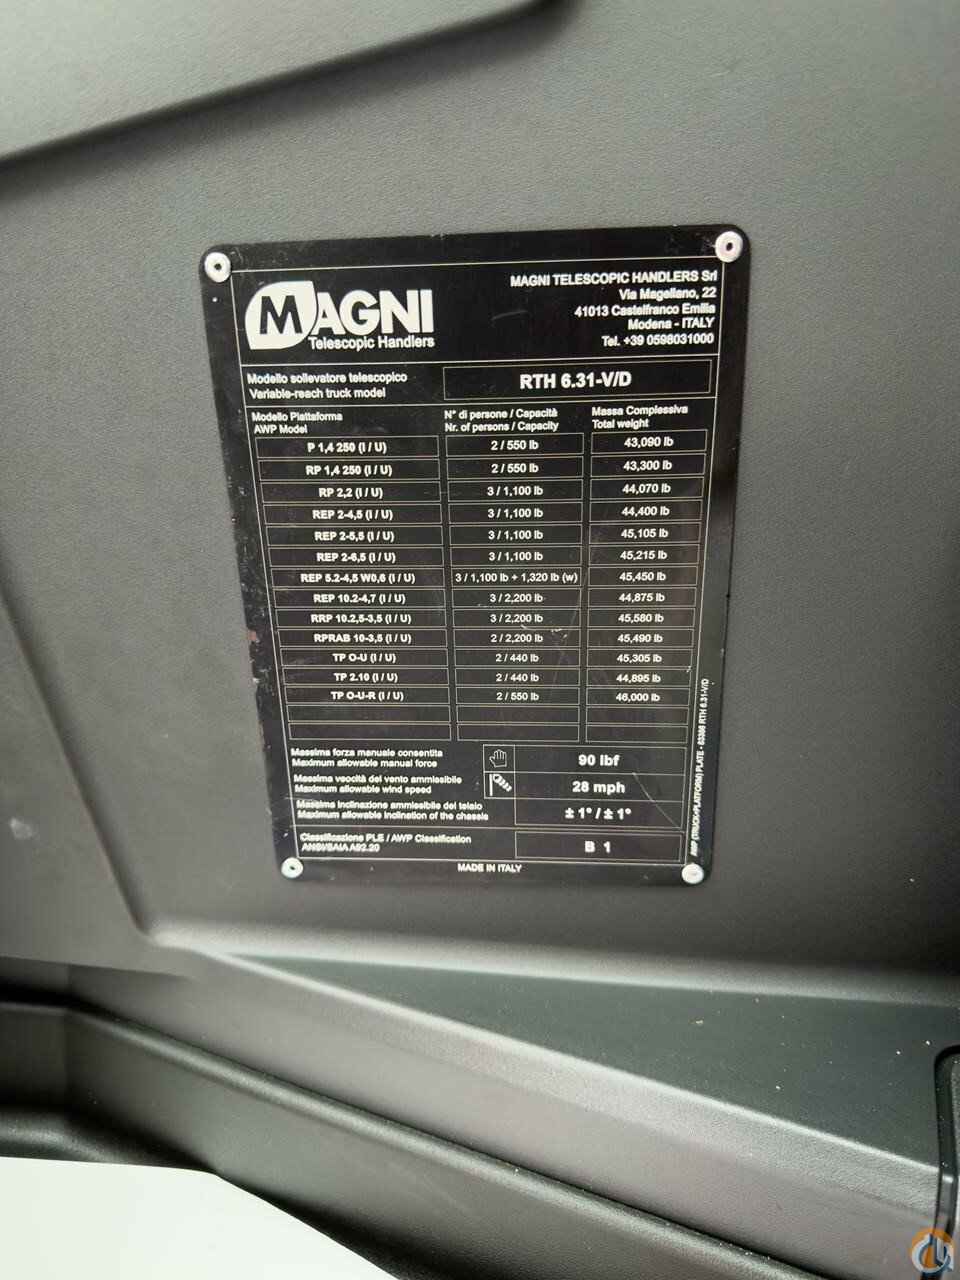 MAGNI
Telescopic Handlers
MAGNI TELESCOPIC HANDLERS Srl
Via Magellano, 22
41013 Castelfranco Emilia
Modena - ITALY
Tel. +39 0598031000
Modello sollevatore telescopico
Variable-reach truck model
RTH 6.31-V/D
Modello Piattaforma
AWP Model
N° di persone / Capacità
Nr. of persons / Capacity
Massa Complessiva
Total weight
P 1,4 250 (I / U) 2 / 550 lb 43,090 lb
RP 1,4 250 (I / U) 2 / 550 lb 43,300 lb
RP 2,2 (I / U) 3 / 1,100 lb 44,070 lb
REP 2-4,5 (I / U) 3 / 1,100 lb 44,400 lb
REP 2-5,5 (I / U) 3 / 1,100 lb 45,105 lb
REP 2-6,5 (I / U) 3 / 1,100 lb 45,215 lb
REP 5.2-4,5 W0,6 (I / U) 3 / 1,100 lb + 1,320 lb (w) 45,450 lb
REP 10.2-4,7 (I / U) 3 / 2,200 lb 44,875 lb
RRP 10.2,5-3,5 (I / U) 3 / 2,200 lb 45,580 lb
RPRAB 10-3,5 (I / U) 2 / 2,200 lb 45,490 lb
TP O-U (I / U) 2 / 440 lb 45,305 lb
TP 2.10 (I / U) 2 / 440 lb 44,895 lb
TP O-U-R (I / U) 2 / 550 lb 46,000 lb
Massima forza manuale consentita
Maximum allowable manual force
90 lbf
Massima velocità del vento ammissibile
Maximum allowable wind speed
28 mph
Massima inclinazione ammissibile del telaio
Maximum allowable inclination of the chassis
± 1° / ± 1°
Classificazione PLE / AWP Classification
ANSI/SAIA A92.20
B 1
MADE IN ITALY
AWP (TRUCK+PLATFORM) PLATE - 83386 RTH 6.31-V/D